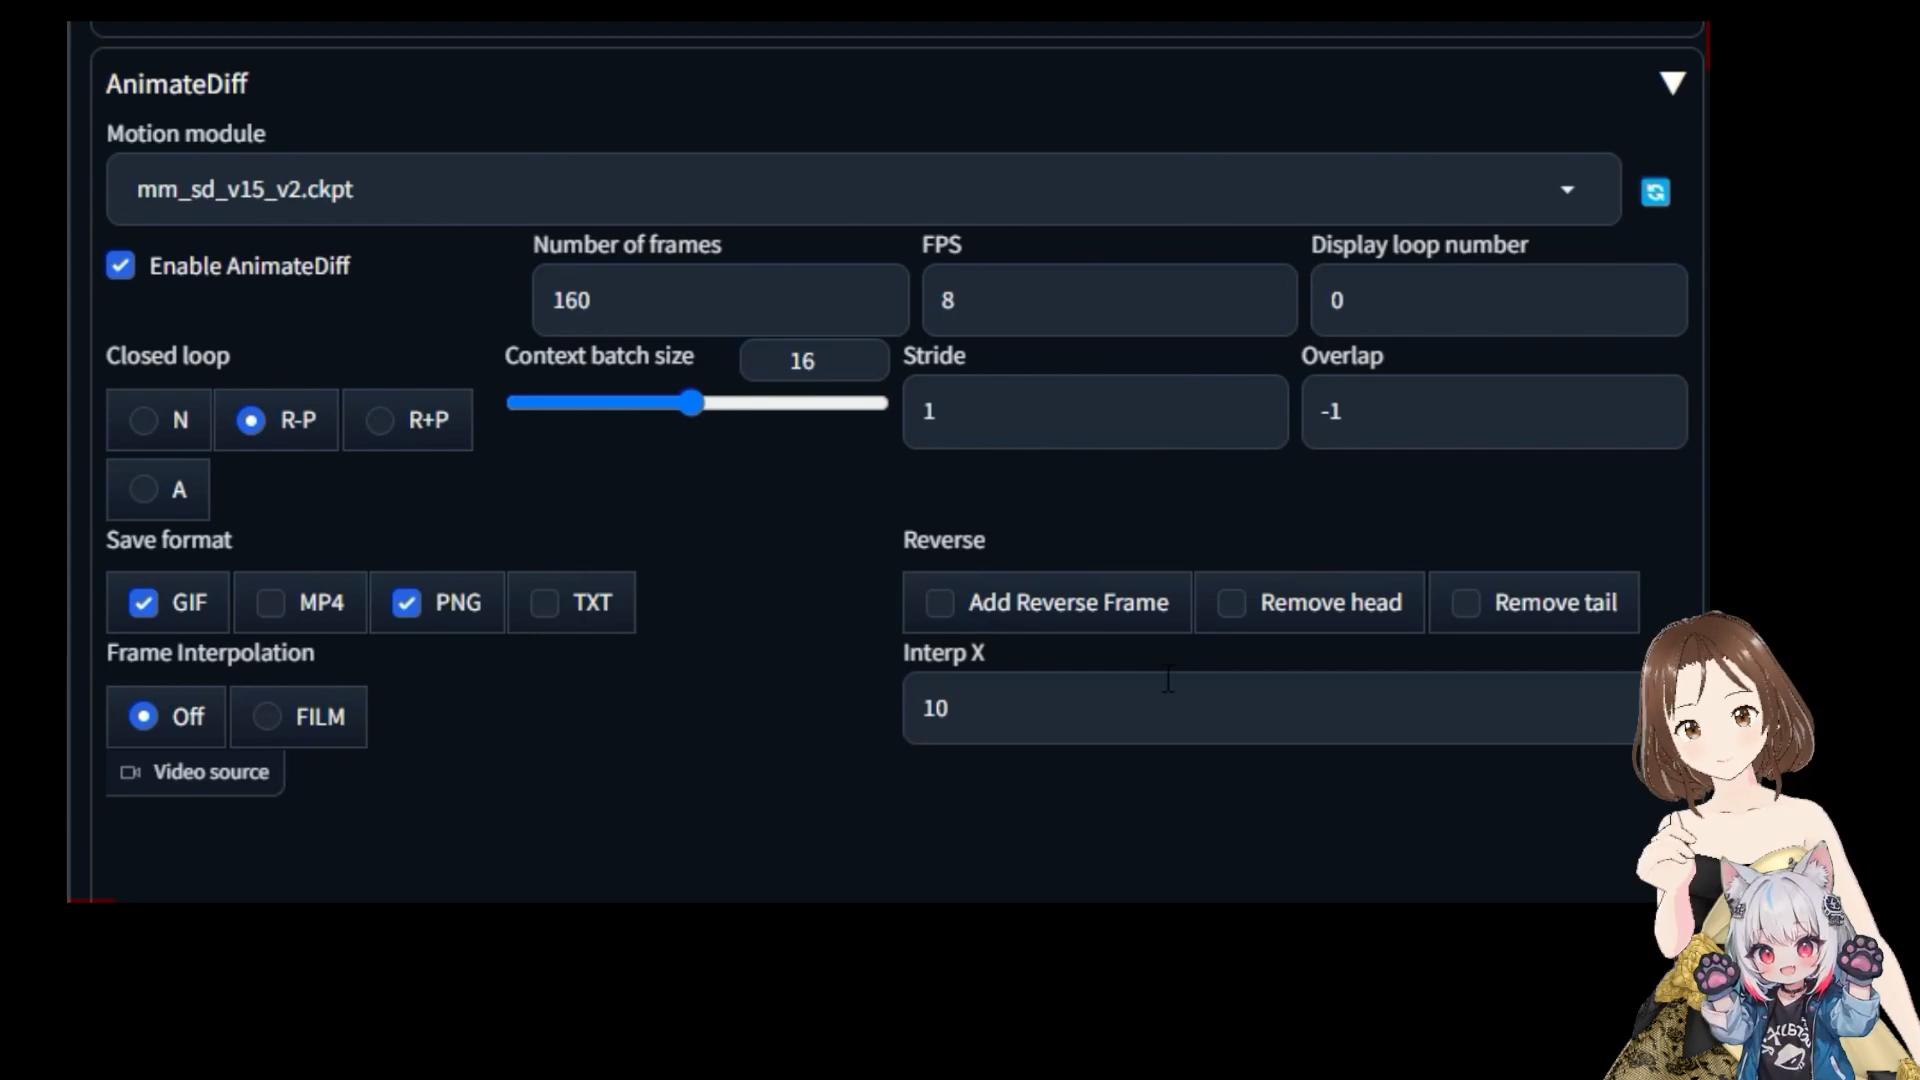 AnimateDiff
Motion module
mm_sd_v15_v2.ckpt
Enable AnimateDiff
Number of frames
160
FPS
8
Display loop number
0
Closed loop
N
R-P
R+P
A
Context batch size
16
Stride
1
Overlap
-1
Save format
GIF
MP4
PNG
TXT
Reverse
Add Reverse Frame
Remove head
Remove tail
Frame Interpolation
Off
FILM
Interp X
10
Video source